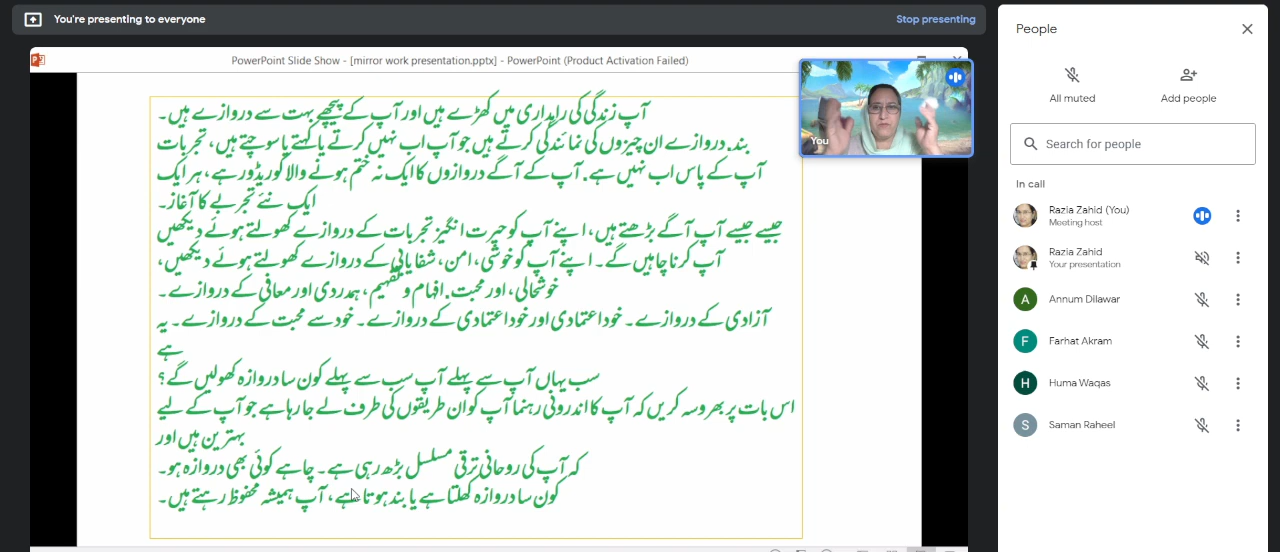 You're presenting to everyone
Stop presenting
PowerPoint Slide Show - [mirror work presentation.pptx] - PowerPoint (Product Activation Failed)
آپ زندگی کی راہداری میں کھڑے ہیں اور آپ کے پیچھے بہت سے دروازے ہیں۔
بند. دروازے ان چیزوں کی نمائندگی کرتے ہیں جو آپ اب نہیں کرتے یا کہتے یا سوچتے ہیں، تجربات
آپ کے پاس اب نہیں ہے. آپ کے آگے دروازوں کا ایک نہ ختم ہونے والا کوریڈور ہے، ہر ایک
ایک نئے تجربے کا آغاز۔
جیسے جیسے آپ آگے بڑھتے ہیں، اپنے آپ کو حیرت انگیز تجربات کے دروازے کھولتے ہوئے دیکھیں
آپ کرنا چاہیں گے۔ اپنے آپ کو خوشی، امن، شفا یابی کے دروازے کھولتے ہوئے دیکھیں،
خوشحالی، اور محبت. افہام و تفہیم، ہمدردی اور معافی کے دروازے۔
آزادی کے دروازے۔ خود اعتمادی اور خود اعتمادی کے دروازے۔ خود سے محبت کے دروازے۔ یہ
ہے
سب یہاں آپ سے پہلے آپ سب سے پہلے کون سا دروازہ کھولیں گے؟
اس بات پر بھروسہ کریں کہ آپ کا اندرونی رہنما آپ کو ان طریقوں کی طرف لے جا رہا ہے جو آپ کے لیے
بہترین ہیں اور
کہ آپ کی روحانی ترقی مسلسل بڑھ رہی ہے۔ چاہے کوئی بھی دروازہ ہو۔
کون سا دروازہ کھلتا ہے یا بند ہوتا ہے، آپ ہمیشہ محفوظ رہتے ہیں۔
You
People
All muted
Add people
Search for people
In call
Razia Zahid (You)
Meeting host
Razia Zahid
Your presentation
A
Annum Dilawar
F
Farhat Akram
H
Huma Waqas
S
Saman Raheel